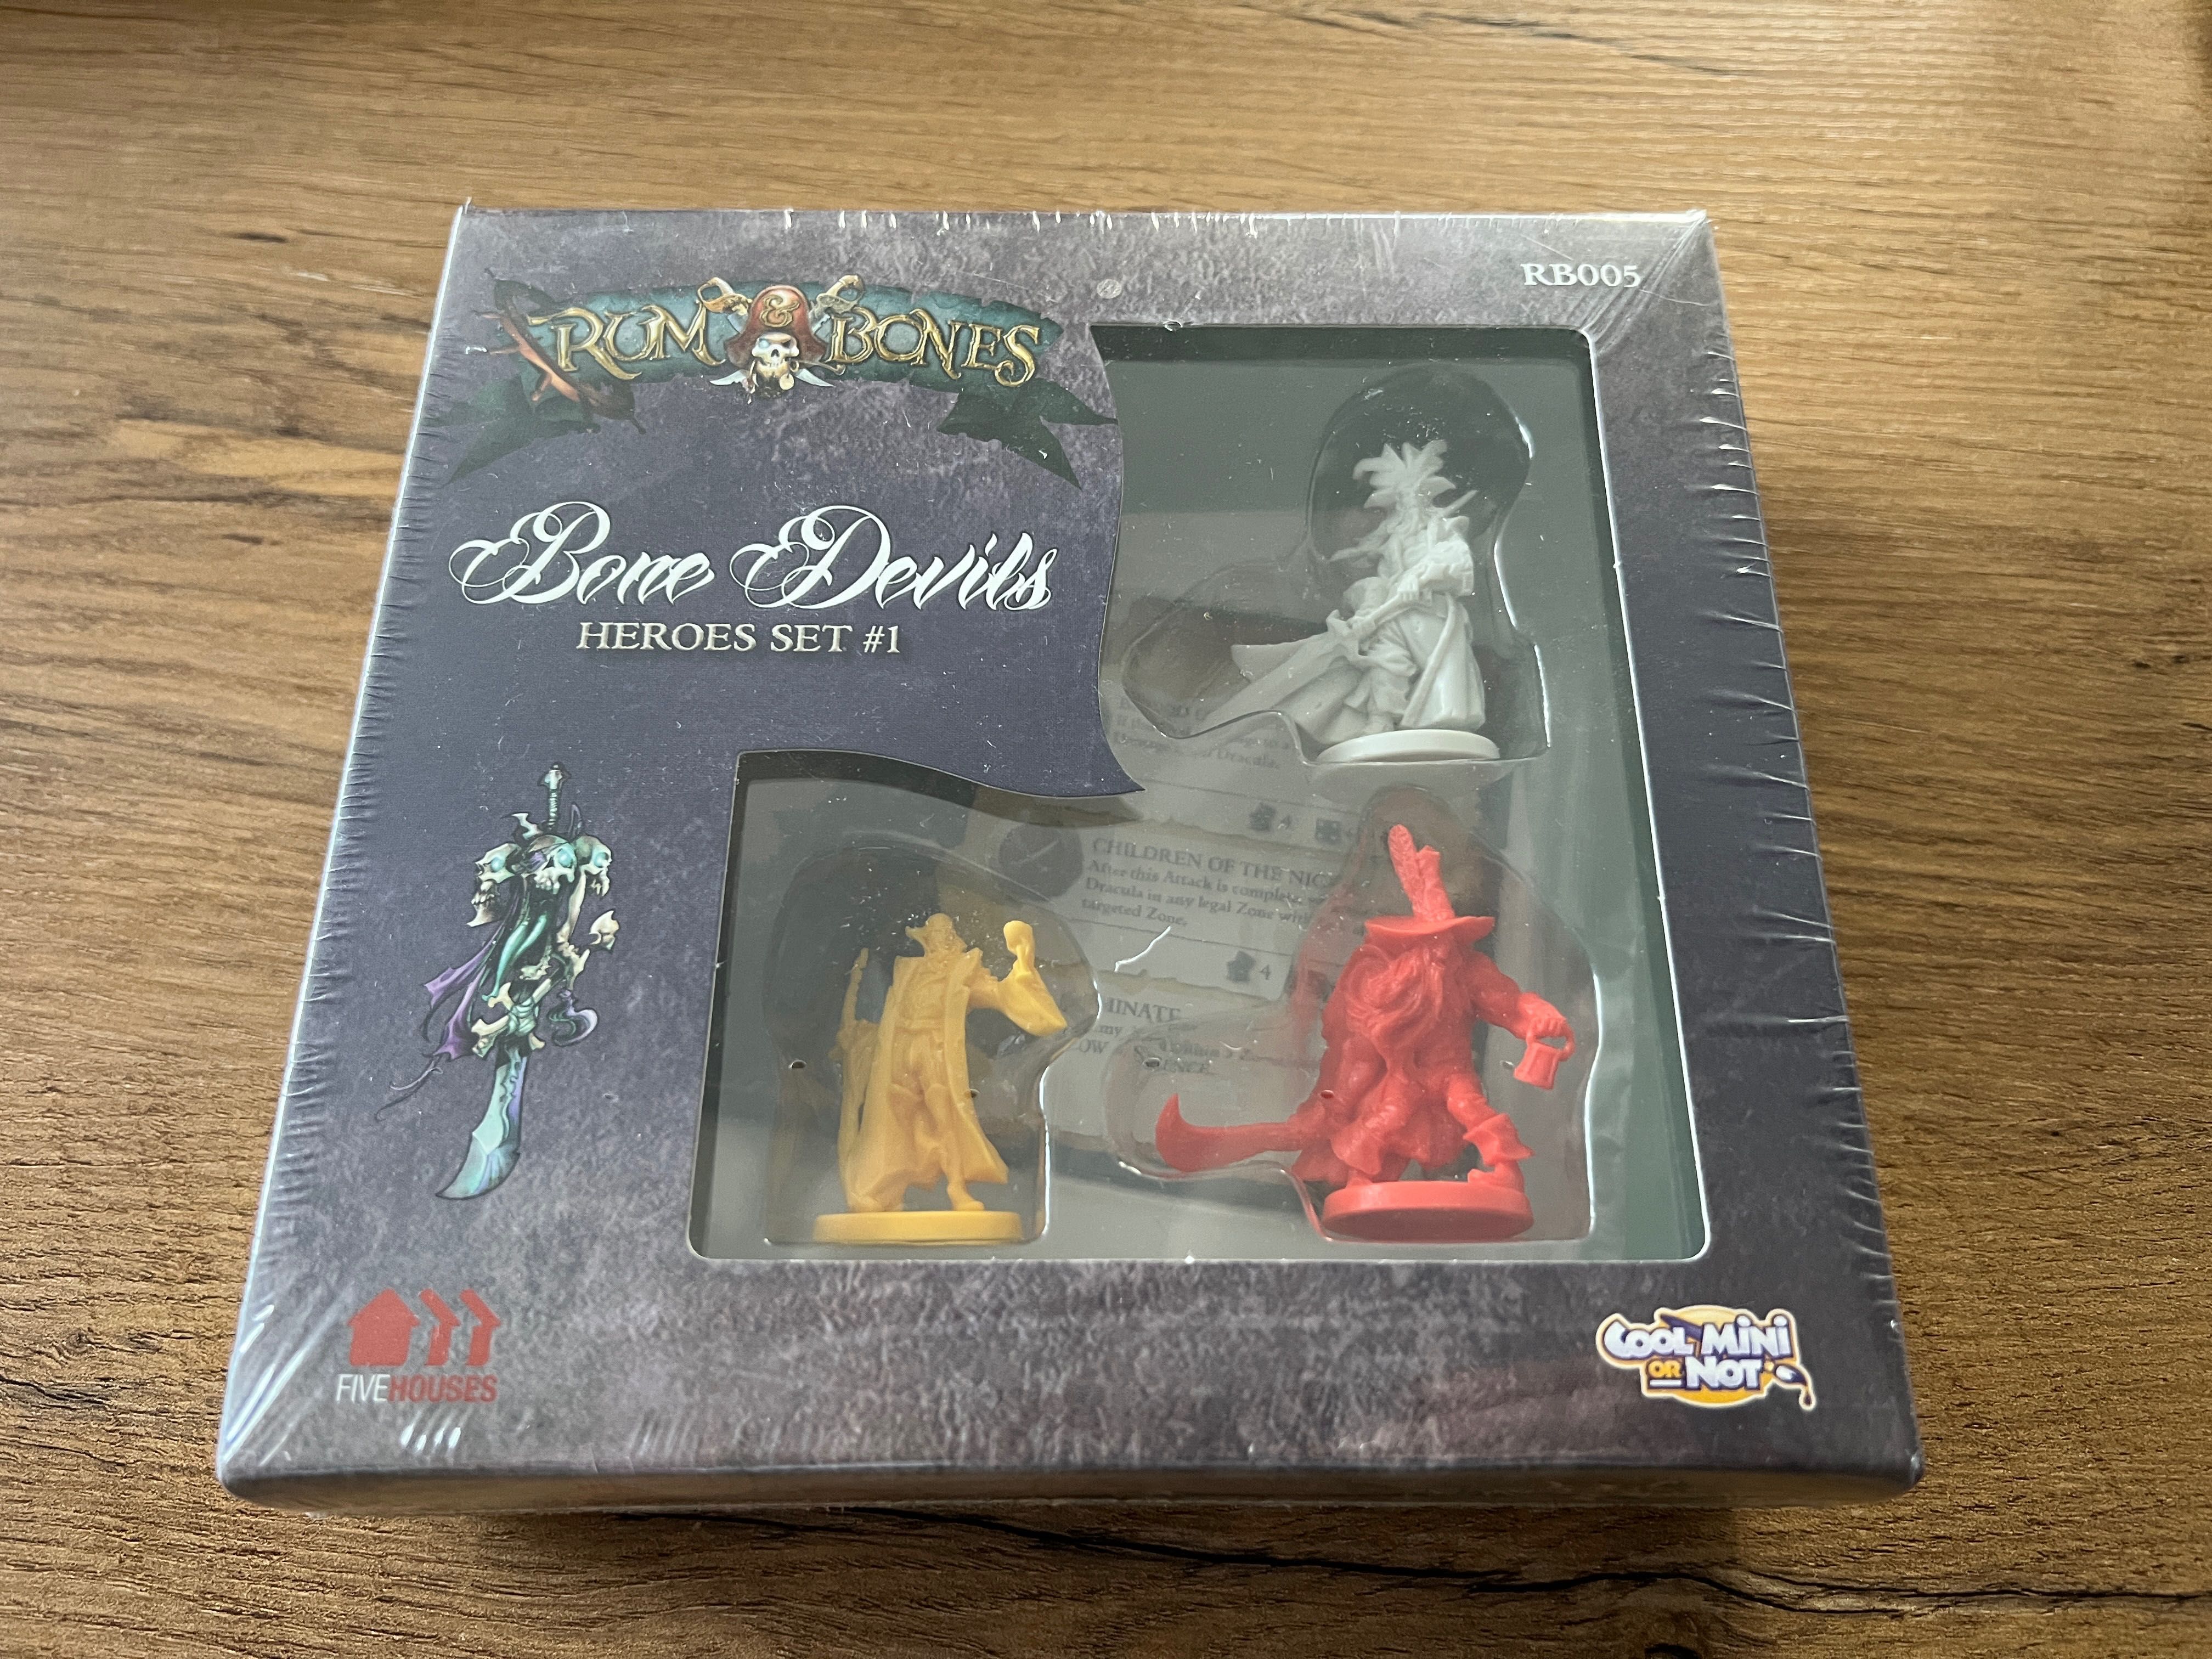 RB005
RUM & BONES
Bone Devils
HEROES SET #1
Dracula.
4
CHILDREN OF THE
After this Attack is complete,
Dracula in any legal Zone with
targeted Zone.
4
FIVEHOUSES
COOL MINI
OR NOT